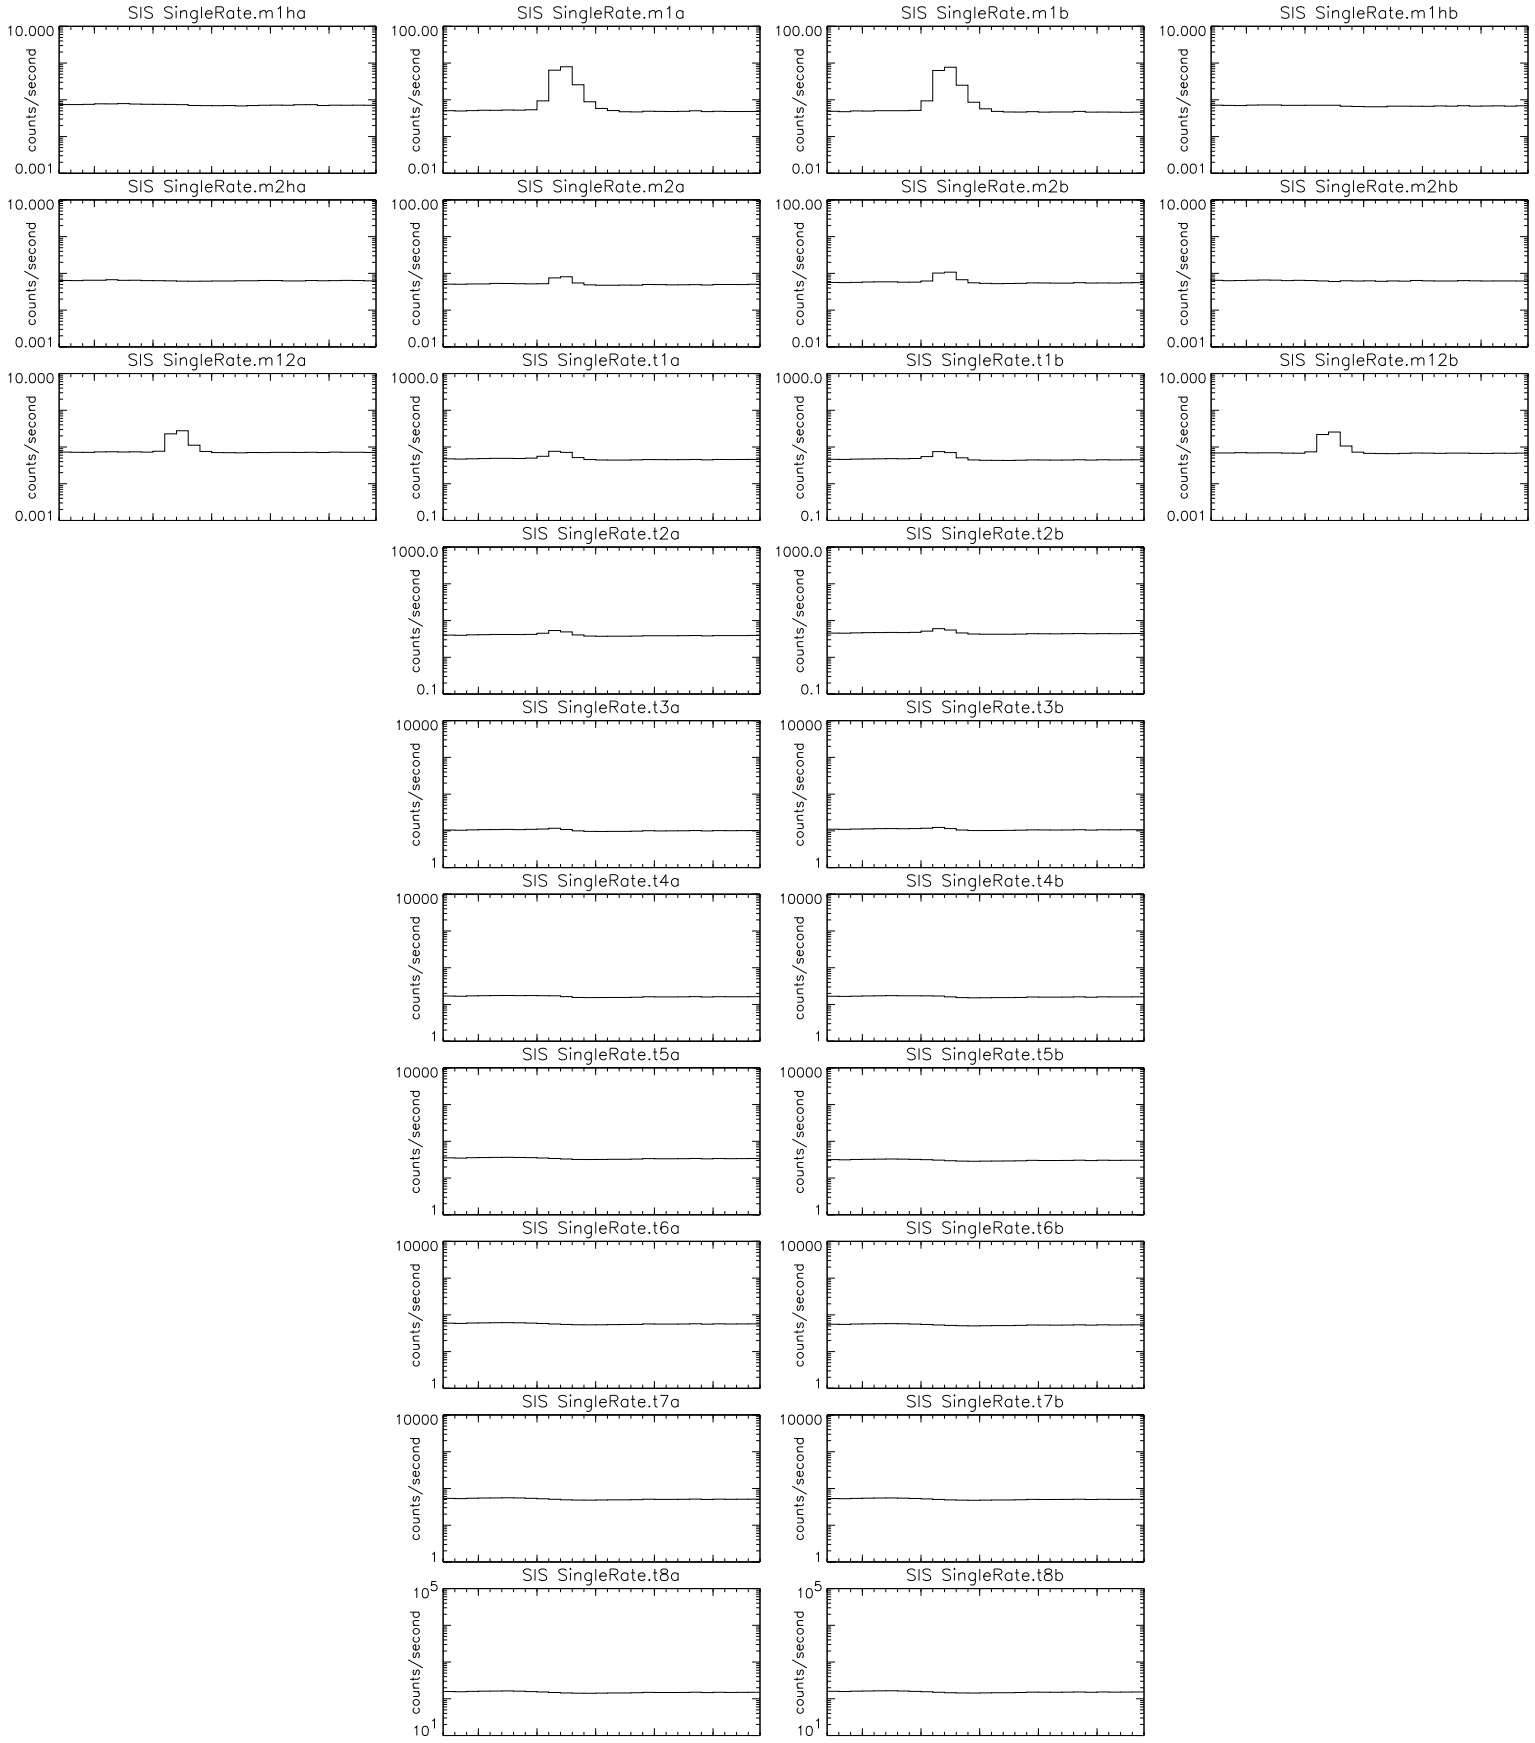 SIS SingleRate.m1ha
10.000
counts/second
0.001
SIS SingleRate.m1a
100.00
counts/second
0.01
SIS SingleRate.m1b
100.00
counts/second
0.01
SIS SingleRate.m1hb
10.000
counts/second
0.001
SIS SingleRate.m2ha
10.000
counts/second
0.001
SIS SingleRate.m2a
100.00
counts/second
0.01
SIS SingleRate.m2b
100.00
counts/second
0.01
SIS SingleRate.m2hb
10.000
counts/second
0.001
SIS SingleRate.m12a
10.000
counts/second
0.001
SIS SingleRate.t1a
1000.0
counts/second
0.1
SIS SingleRate.t1b
1000.0
counts/second
0.1
SIS SingleRate.m12b
10.000
counts/second
0.001
SIS SingleRate.t2a
1000.0
counts/second
0.1
SIS SingleRate.t2b
1000.0
counts/second
0.1
SIS SingleRate.t3a
10000
counts/second
1
SIS SingleRate.t3b
10000
counts/second
1
SIS SingleRate.t4a
10000
counts/second
1
SIS SingleRate.t4b
10000
counts/second
1
SIS SingleRate.t5a
10000
counts/second
1
SIS SingleRate.t5b
10000
counts/second
1
SIS SingleRate.t6a
10000
counts/second
1
SIS SingleRate.t6b
10000
counts/second
1
SIS SingleRate.t7a
10000
counts/second
1
SIS SingleRate.t7b
10000
counts/second
1
SIS SingleRate.t8a
10⁵
counts/second
10¹
SIS SingleRate.t8b
10⁵
counts/second
10¹